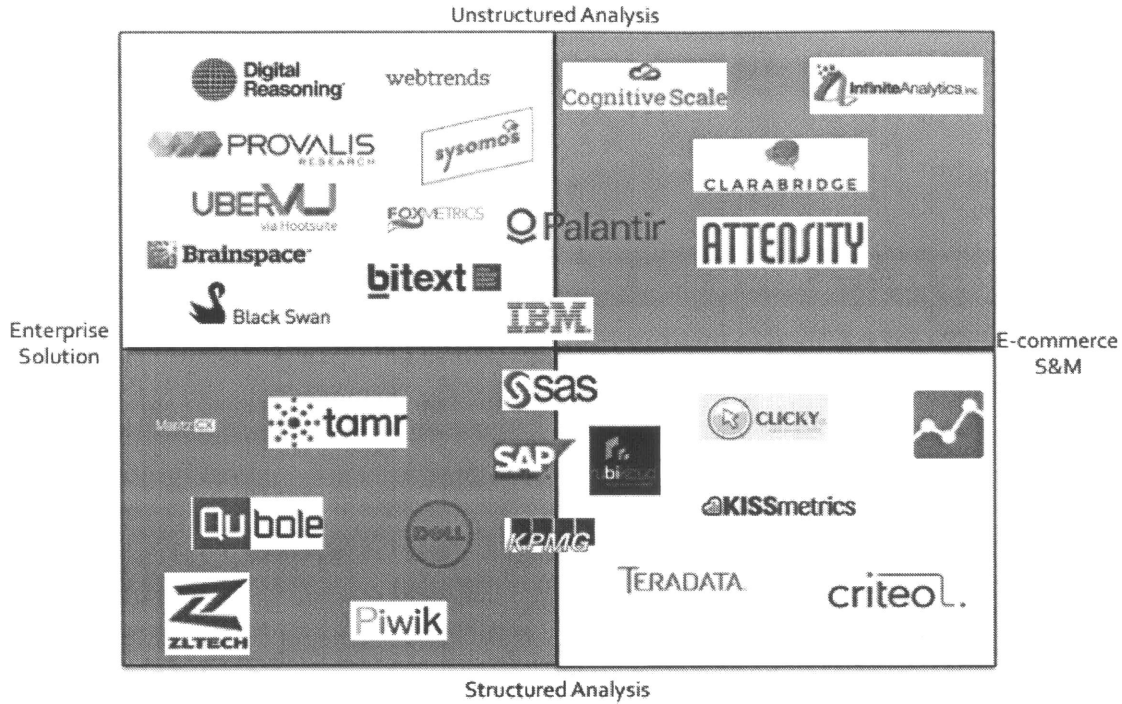 Unstructured Analysis
Digital
Reasoning
webtrends
Cognitive Scale
InfiniteAnalytics, Inc.
PROVALIS
RESEARCH
sysomos
CLARABRIDGE
UBERVU
via Hootsuite
FOXMETRICS
Palantir
ATTENSITY
Brainspace
bitext
Black Swan
IBM
Enterprise
Solution
E-commerce
S&M
sas
MaritzCX
tamr
CLICKY
SAP
bi
KISSmetrics
Qubole
DELL
KPMG
TERADATA
criteo.
ZLTECH
Piwik
Structured Analysis